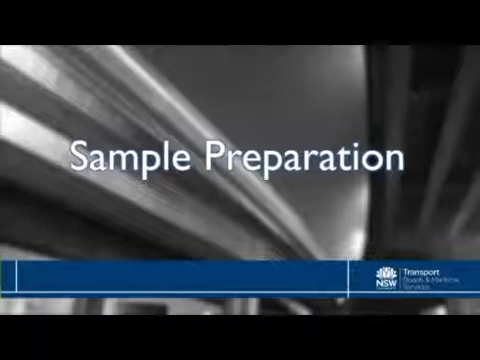 Sample Preparation
Transport
Roads & Maritime
Services
NSW